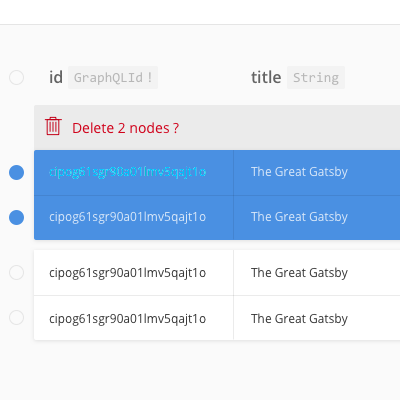 id GraphQLId ! title String
Delete 2 nodes ?
The Great Gatsby
cipog61sgr90a01lmv5qajt1o The Great Gatsby
cipog61sgr90a01lmv5qajt1o The Great Gatsby
cipog61sgr90a01lmv5qajt1o The Great Gatsby